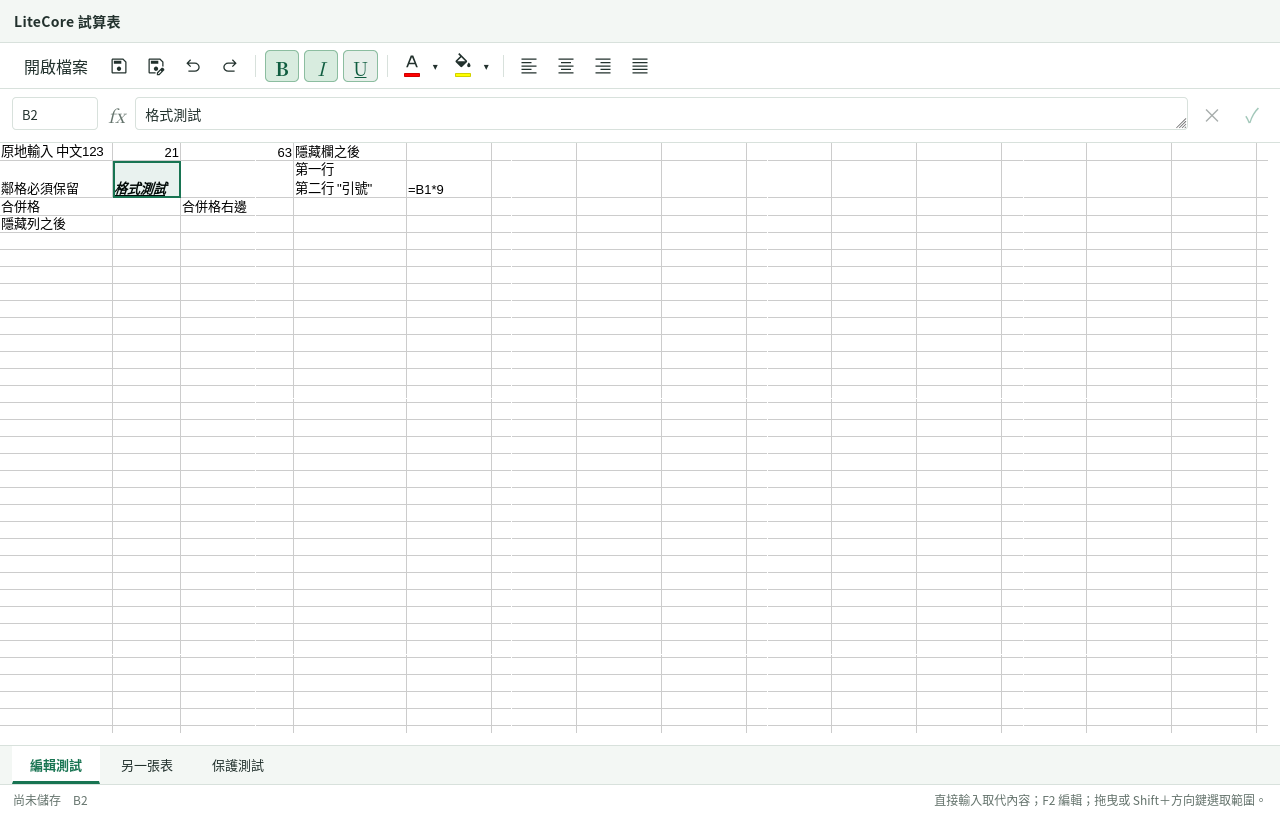 LiteCore 試算表
開啟檔案 B I U A
B2 fx 格式測試
原地輸入 中文123 21 63 隱藏欄之後
第一行
鄰格必須保留 格式測試 第二行 "引號" =B1*9
合併格 合併格右邊
隱藏列之後
編輯測試 另一張表 保護測試
尚未儲存 B2 直接輸入取代內容；F2 編輯；拖曳或 Shift＋方向鍵選取範圍。